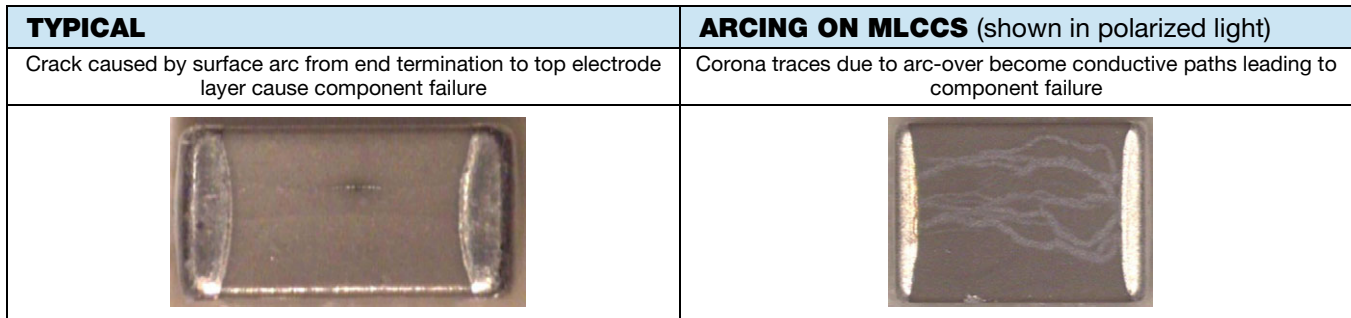 TYPICAL
ARCING ON MLCCS (shown in polarized light)
Crack caused by surface arc from end termination to top electrode
layer cause component failure
Corona traces due to arc-over become conductive paths leading to
component failure